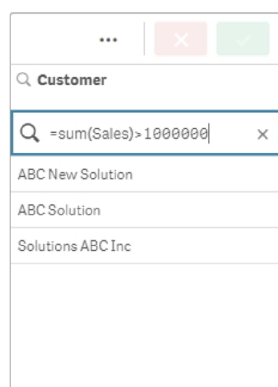 Customer
=sum(Sales)>1000000
ABC New Solution
ABC Solution
Solutions ABC Inc